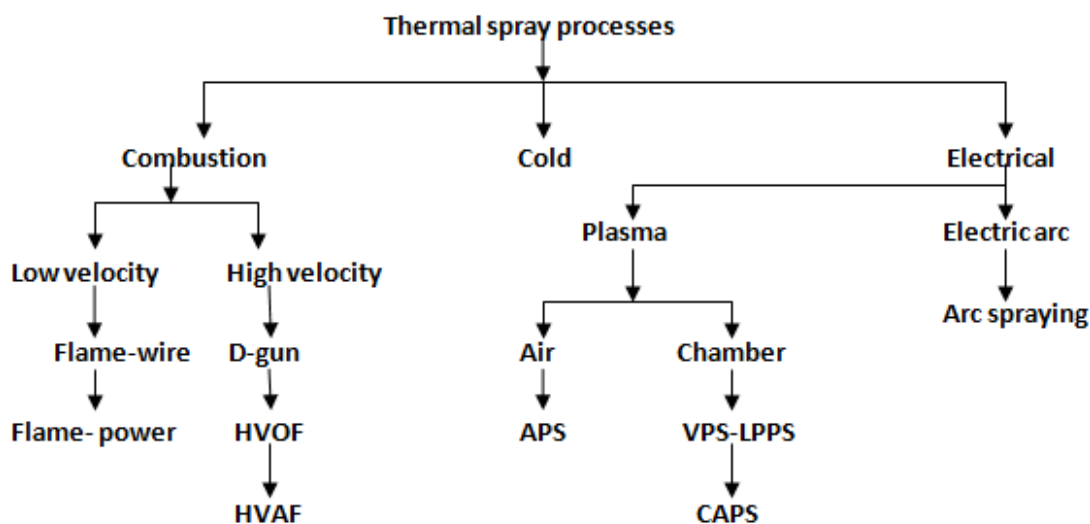 Thermal spray processes
Combustion
Cold
Electrical
Plasma
Electric arc
Low velocity
High velocity
Arc spraying
Flame-wire
D-gun
Air
Chamber
Flame- power
HVOF
APS
VPS-LPPS
HVAF
CAPS